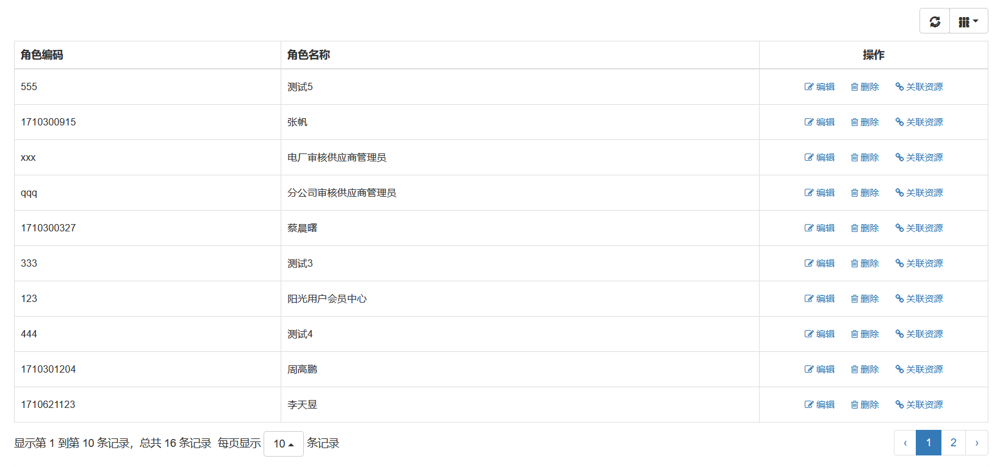 角色编码 角色名称 操作
555 测试5 编辑 删除 关联资源
1710300915 张帆 编辑 删除 关联资源
xxx 电厂审核供应商管理员 编辑 删除 关联资源
qqq 分公司审核供应商管理员 编辑 删除 关联资源
1710300327 蔡晨曙 编辑 删除 关联资源
333 测试3 编辑 删除 关联资源
123 阳光用户会员中心 编辑 删除 关联资源
444 测试4 编辑 删除 关联资源
1710301204 周高鹏 编辑 删除 关联资源
1710621123 李天昱 编辑 删除 关联资源
显示第 1 到第 10 条记录，总共 16 条记录 每页显示 10 条记录 ‹ 1 2 ›